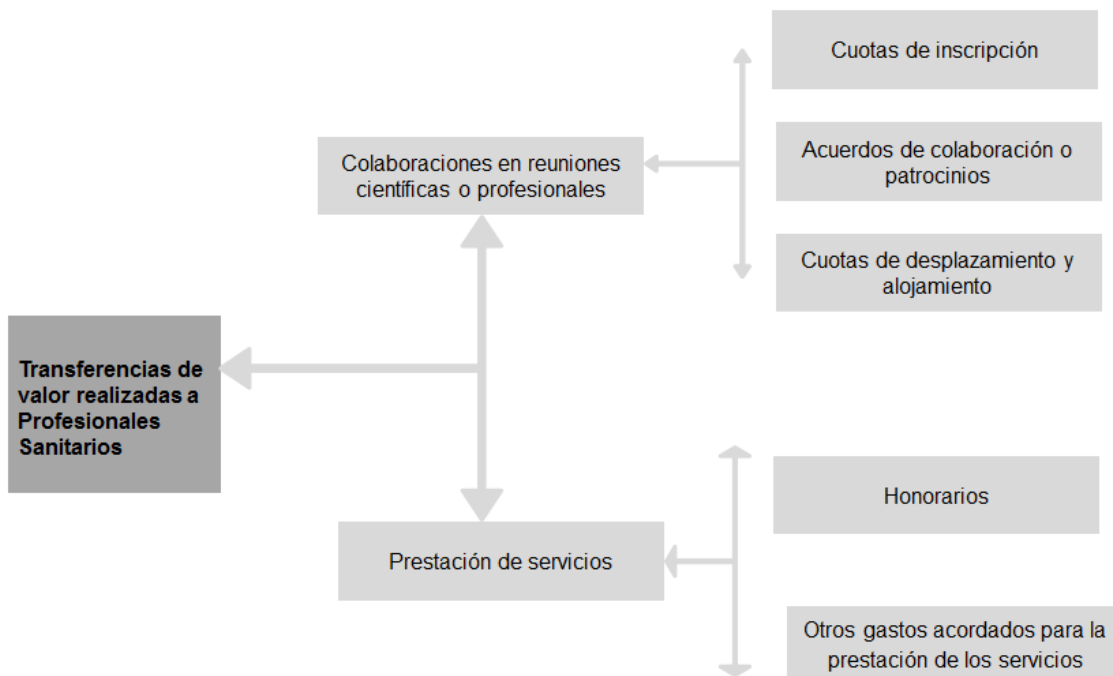 Cuotas de inscripción
Colaboraciones en reuniones
científicas o profesionales
Acuerdos de colaboración o
patrocinios
Cuotas de desplazamiento y
alojamiento
Transferencias de
valor realizadas a
Profesionales
Sanitarios
Prestación de servicios
Honorarios
Otros gastos acordados para la
prestación de los servicios